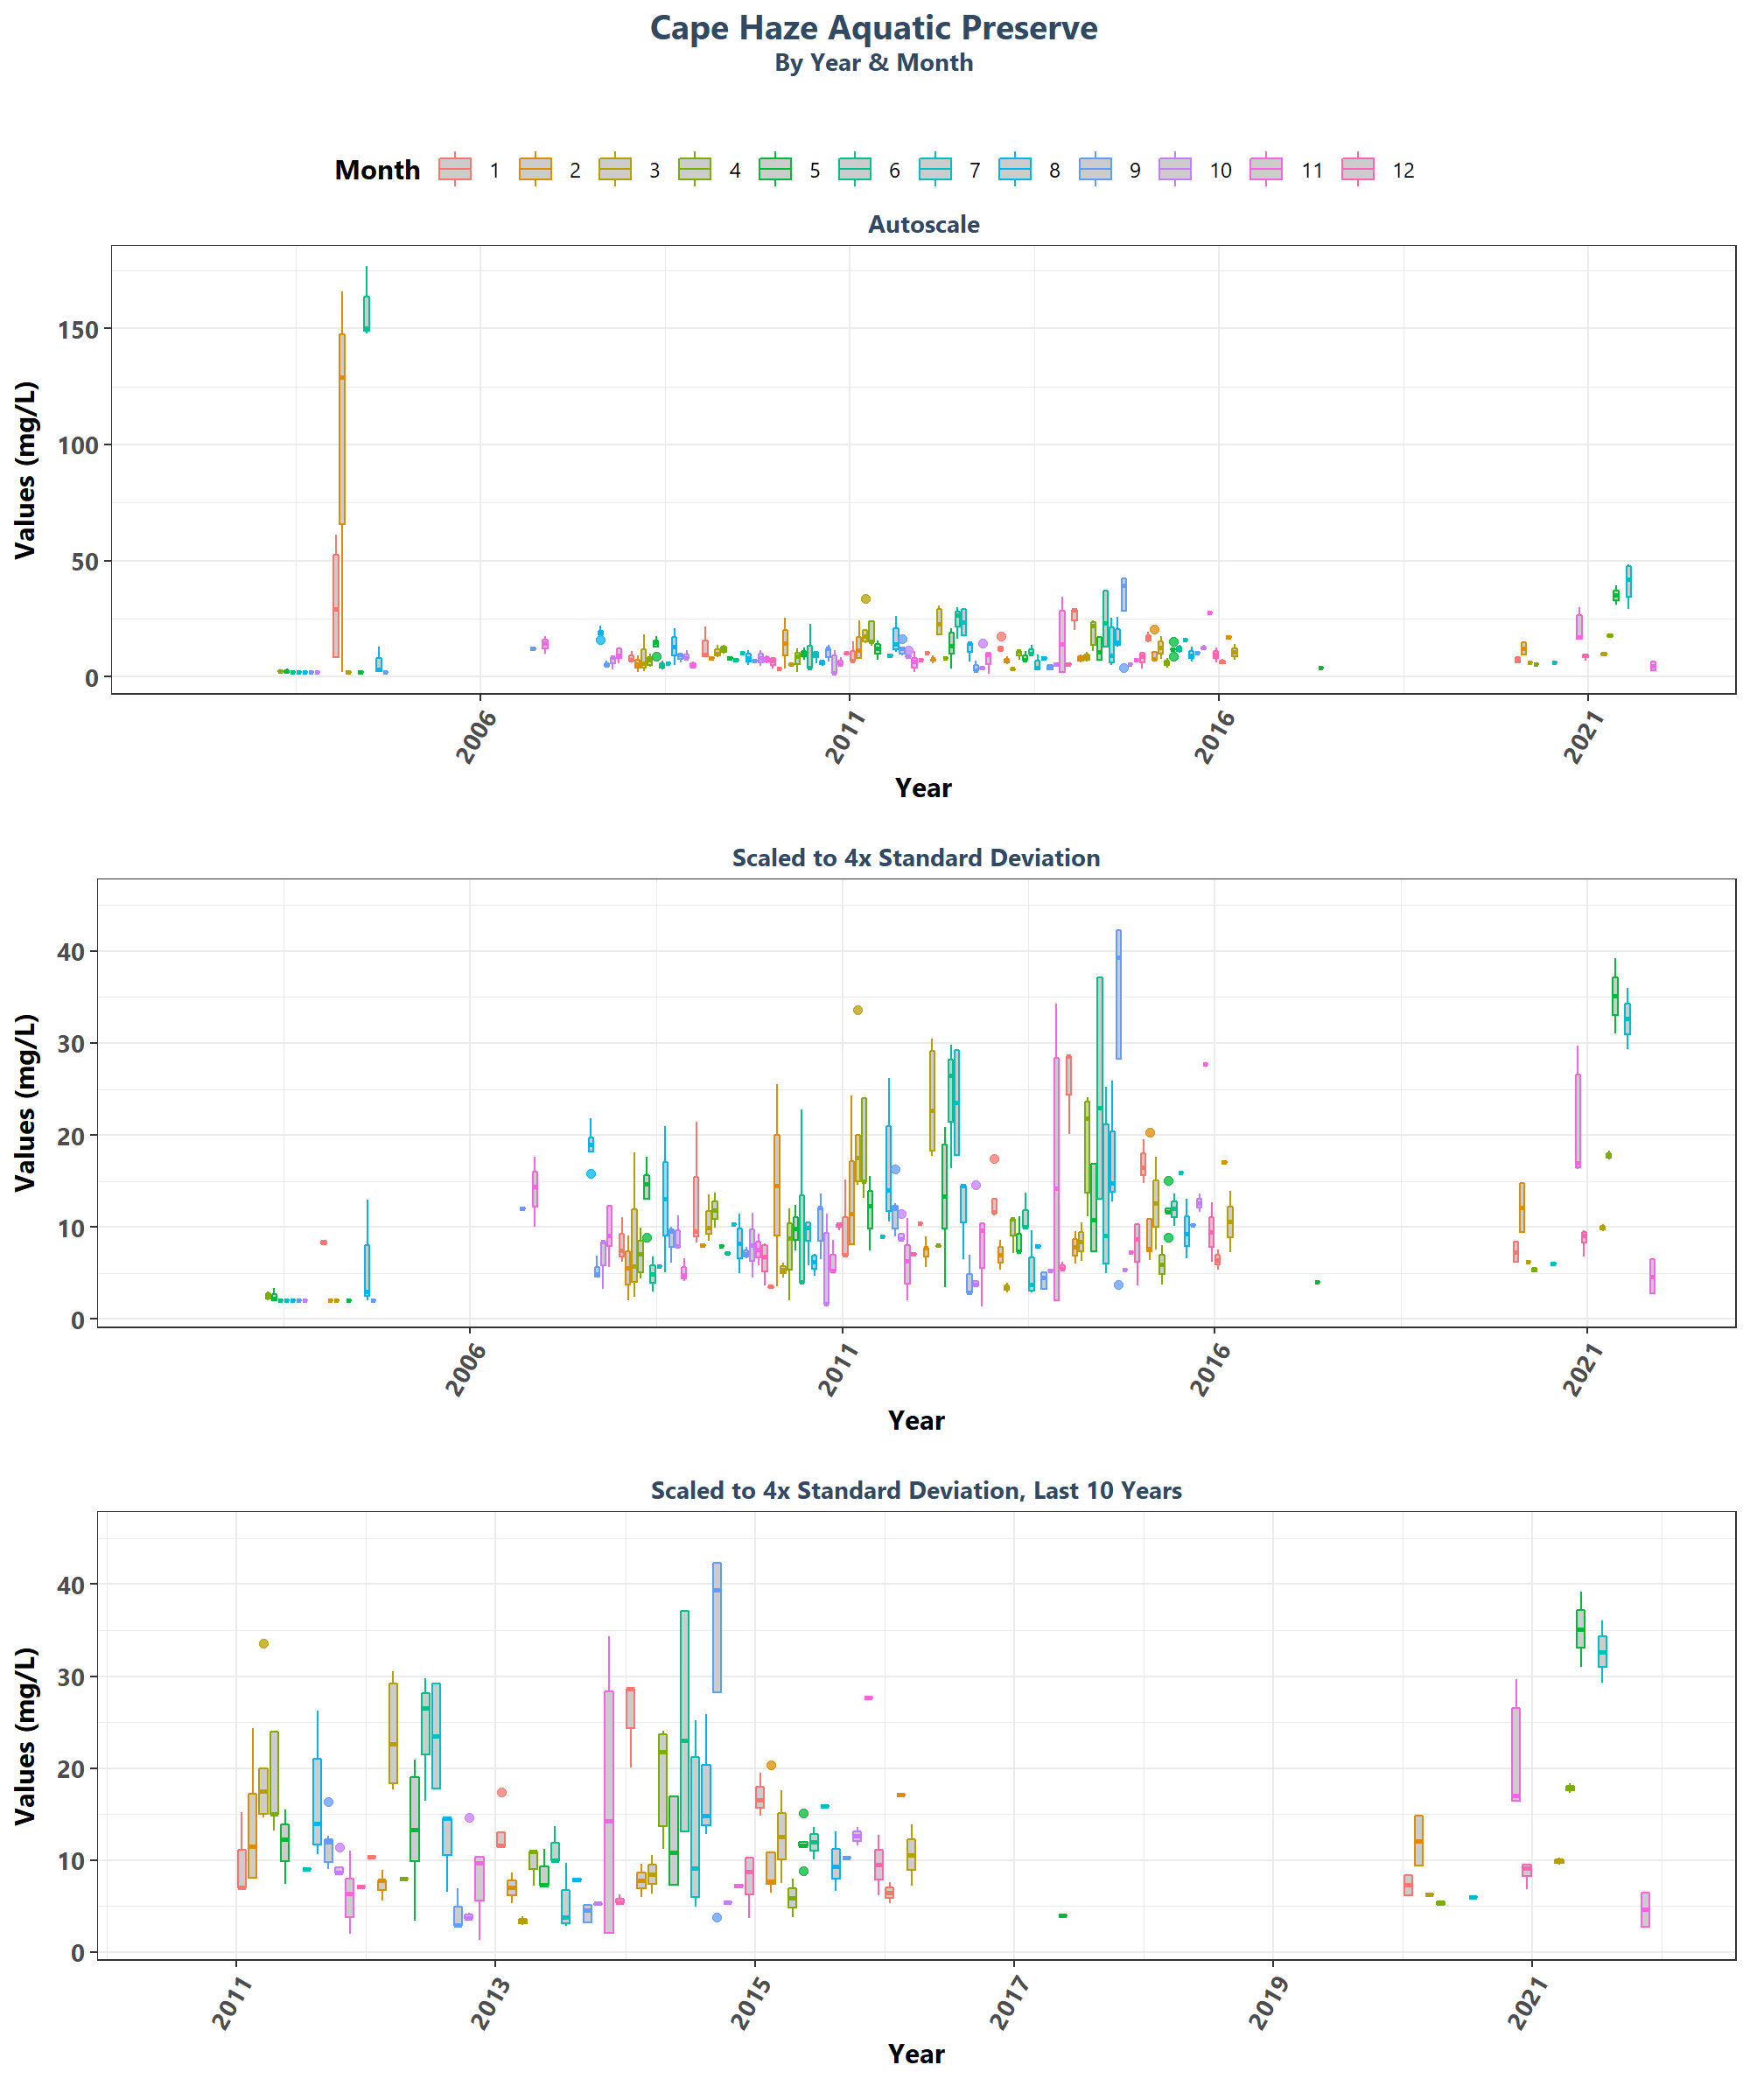 Cape Haze Aquatic Preserve
By Year & Month
Month 1 2 3 4 5 6 7 8 9 10 11 12
Autoscale
Values (mg/L)
150
100
50
0
2006 2011 2016 2021
Year
Scaled to 4x Standard Deviation
Values (mg/L)
40
30
20
10
0
2006 2011 2016 2021
Year
Scaled to 4x Standard Deviation, Last 10 Years
Values (mg/L)
40
30
20
10
0
2011 2013 2015 2017 2019 2021
Year